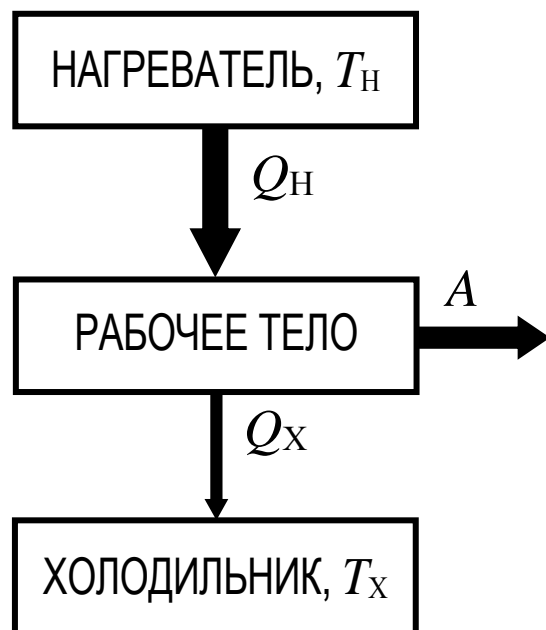 НАГРЕВАТЕЛЬ, Tн
Qн
A
РАБОЧЕЕ ТЕЛО
Qх
ХОЛОДИЛЬНИК, Tх